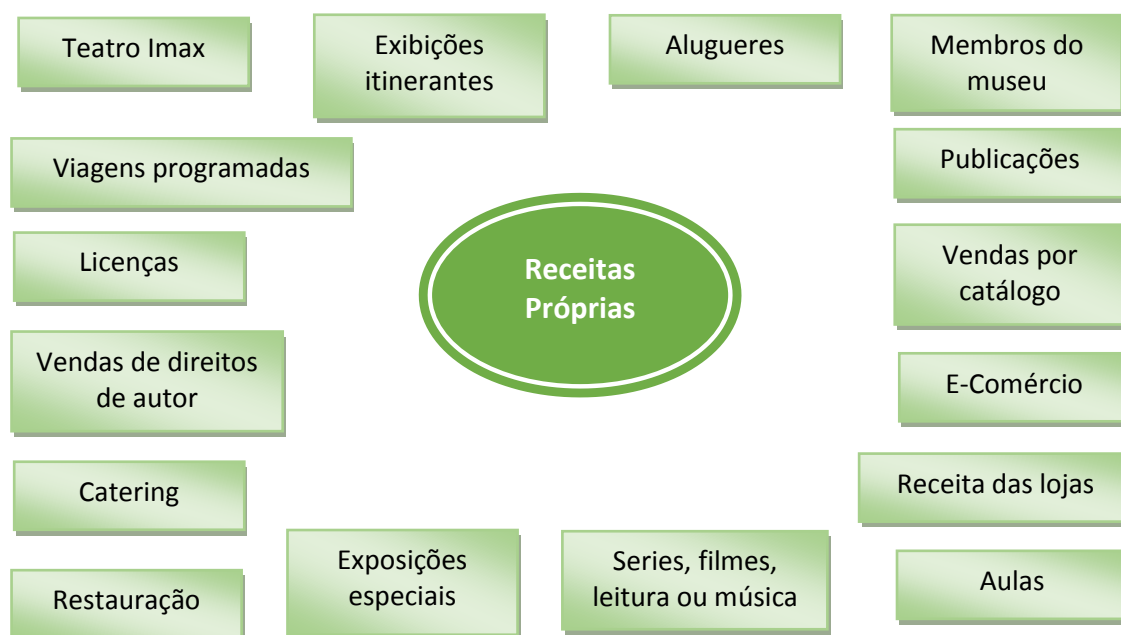 Teatro Imax
Exibições
itinerantes
Alugueres
Membros do
museu
Viagens programadas
Publicações
Licenças
Receitas
Próprias
Vendas por
catálogo
Vendas de direitos
de autor
E-Comércio
Catering
Receita das lojas
Restauração
Exposições
especiais
Series, filmes,
leitura ou música
Aulas